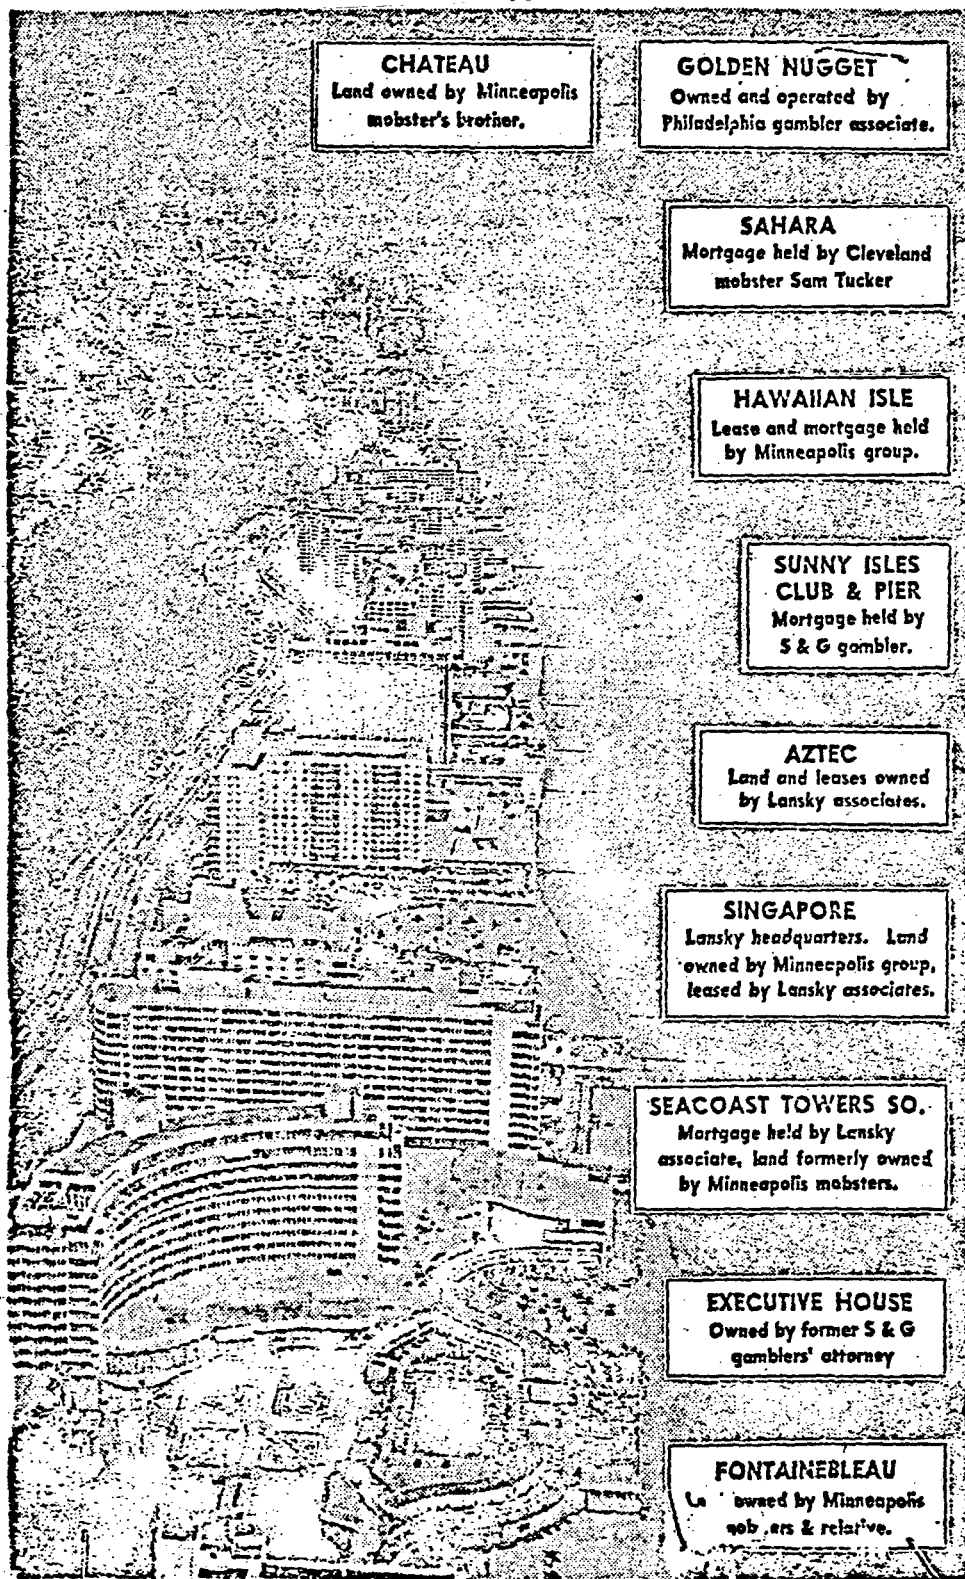 CHATEAU
Land owned by Minneapolis
mobster's brother.
GOLDEN NUGGET
Owned and operated by
Philadelphia gambler associate.
SAHARA
Mortgage held by Cleveland
mobster Sam Tucker
HAWAIIAN ISLE
Lease and mortgage held
by Minneapolis group.
SUNNY ISLES
CLUB & PIER
Mortgage held by
S & G gambler.
AZTEC
Land and leases owned
by Lansky associates.
SINGAPORE
Lansky headquarters. Land
owned by Minneapolis group,
leased by Lansky associates.
SEACOAST TOWERS SO.
Mortgage held by Lansky
associate, land formerly owned
by Minneapolis mobsters.
EXECUTIVE HOUSE
Owned by former S & G
gamblers' attorney
FONTAINEBLEAU
owned by Minneapolis
& relative.